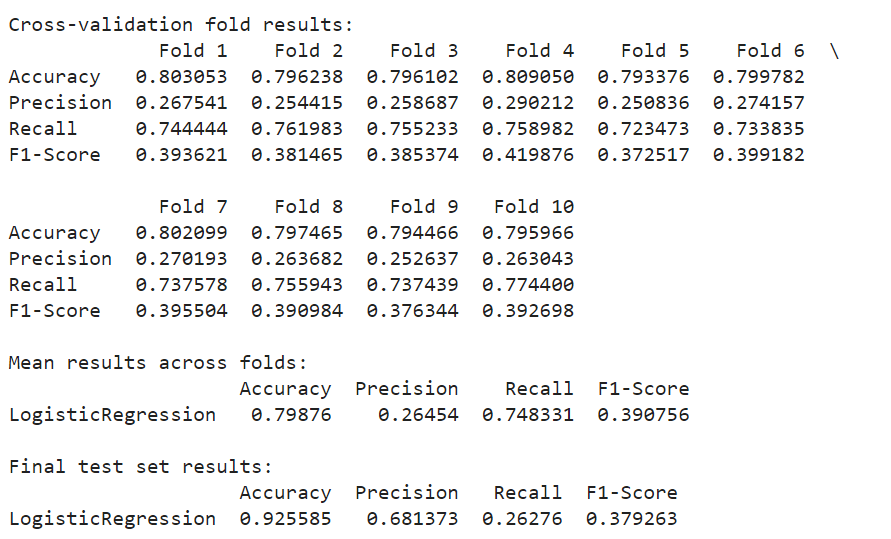 Cross-validation fold results:
Fold 1 Fold 2 Fold 3 Fold 4 Fold 5 Fold 6 \
Accuracy 0.803053 0.796238 0.796102 0.809050 0.793376 0.799782
Precision 0.267541 0.254415 0.258687 0.290212 0.250836 0.274157
Recall 0.744444 0.761983 0.755233 0.758982 0.723473 0.733835
F1-Score 0.393621 0.381465 0.385374 0.419876 0.372517 0.399182
Fold 7 Fold 8 Fold 9 Fold 10
Accuracy 0.802099 0.797465 0.794466 0.795966
Precision 0.270193 0.263682 0.252637 0.263043
Recall 0.737578 0.755943 0.737439 0.774400
F1-Score 0.395504 0.390984 0.376344 0.392698
Mean results across folds:
Accuracy Precision Recall F1-Score
LogisticRegression 0.79876 0.26454 0.748331 0.390756
Final test set results:
Accuracy Precision Recall F1-Score
LogisticRegression 0.925585 0.681373 0.26276 0.379263